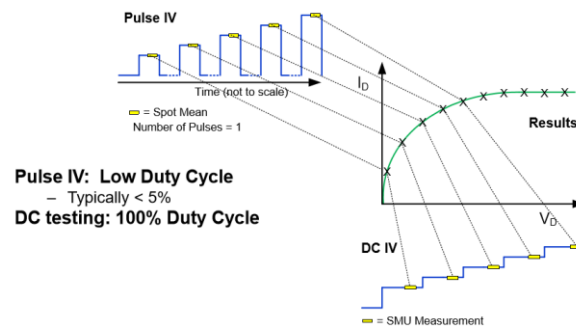 Pulse IV
Time (not to scale)
= Spot Mean
Number of Pulses = 1
I_D
Results
Pulse IV: Low Duty Cycle
– Typically < 5%
DC testing: 100% Duty Cycle
V_D
DC IV
= SMU Measurement